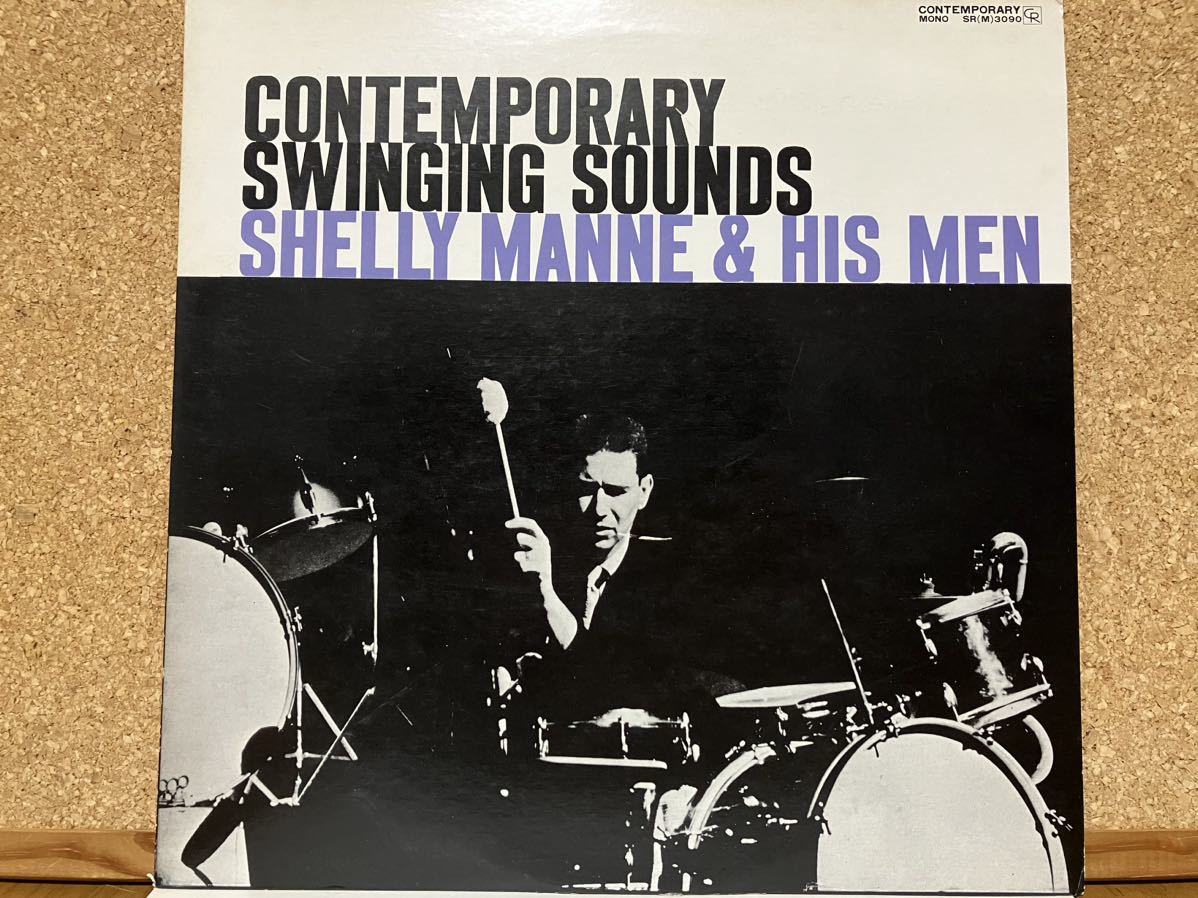 CONTEMPORARY
MONO SR(M)3090 CR
CONTEMPORARY
SWINGING SOUNDS
SHELLY MANNE & HIS MEN